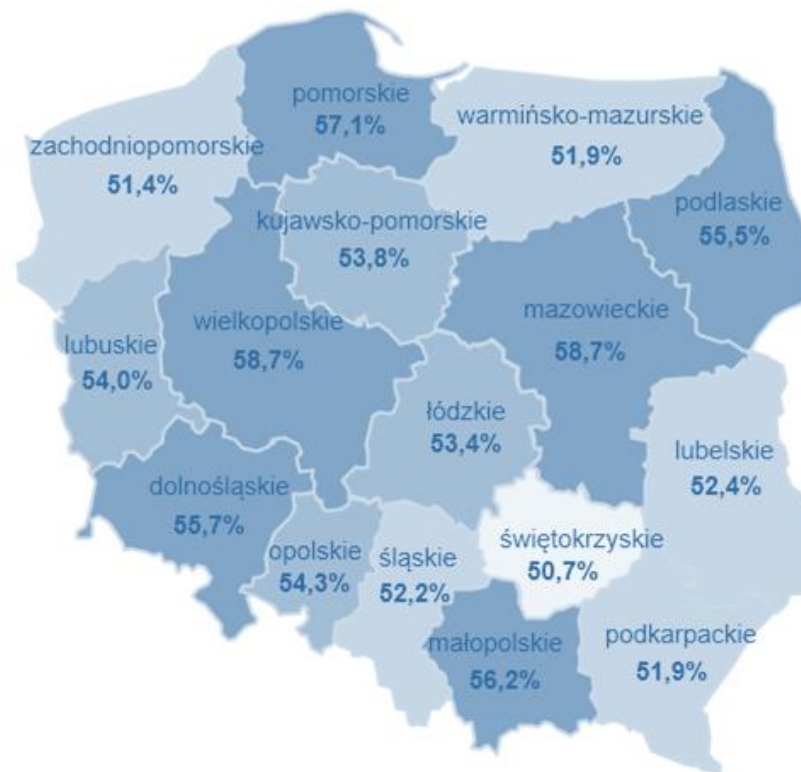 pomorskie
57,1%
warmińsko-mazurskie
51,9%
zachodniopomorskie
51,4%
podlaskie
55,5%
kujawsko-pomorskie
53,8%
mazowieckie
58,7%
wielkopolskie
58,7%
lubuskie
54,0%
łódzkie
53,4%
lubelskie
52,4%
dolnośląskie
55,7%
świętokrzyskie
50,7%
opolskie
54,3%
śląskie
52,2%
małopolskie
56,2%
podkarpackie
51,9%